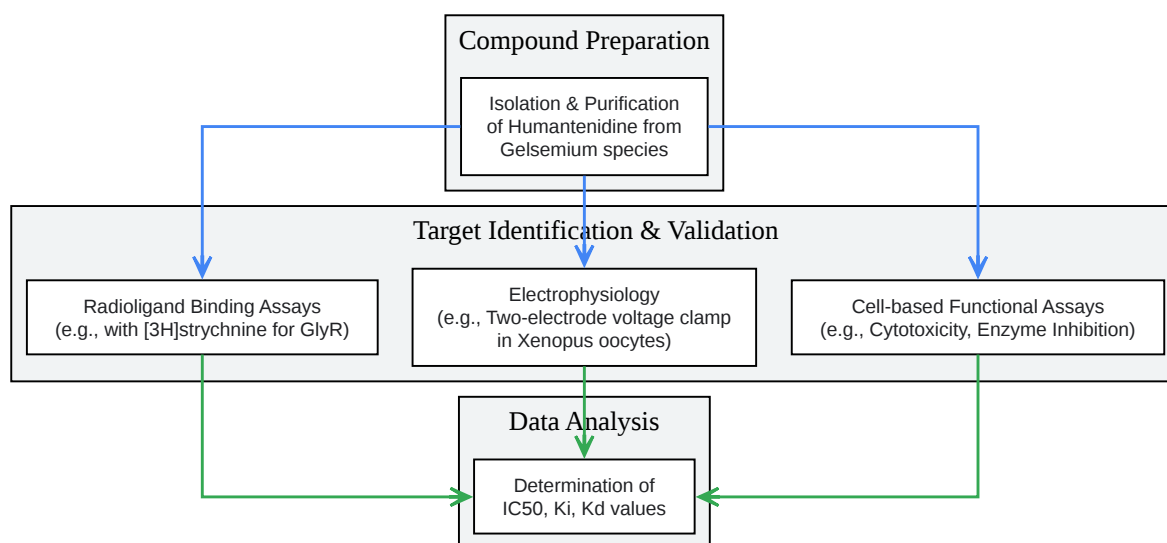 Compound Preparation
Isolation & Purification
of Humantenidine from
Gelsemium species
Target Identification & Validation
Radioligand Binding Assays
(e.g., with [3H]strychnine for GlyR)
Electrophysiology
(e.g., Two-electrode voltage clamp
in Xenopus oocytes)
Cell-based Functional Assays
(e.g., Cytotoxicity, Enzyme Inhibition)
Data Analysis
Determination of
IC50, Ki, Kd values